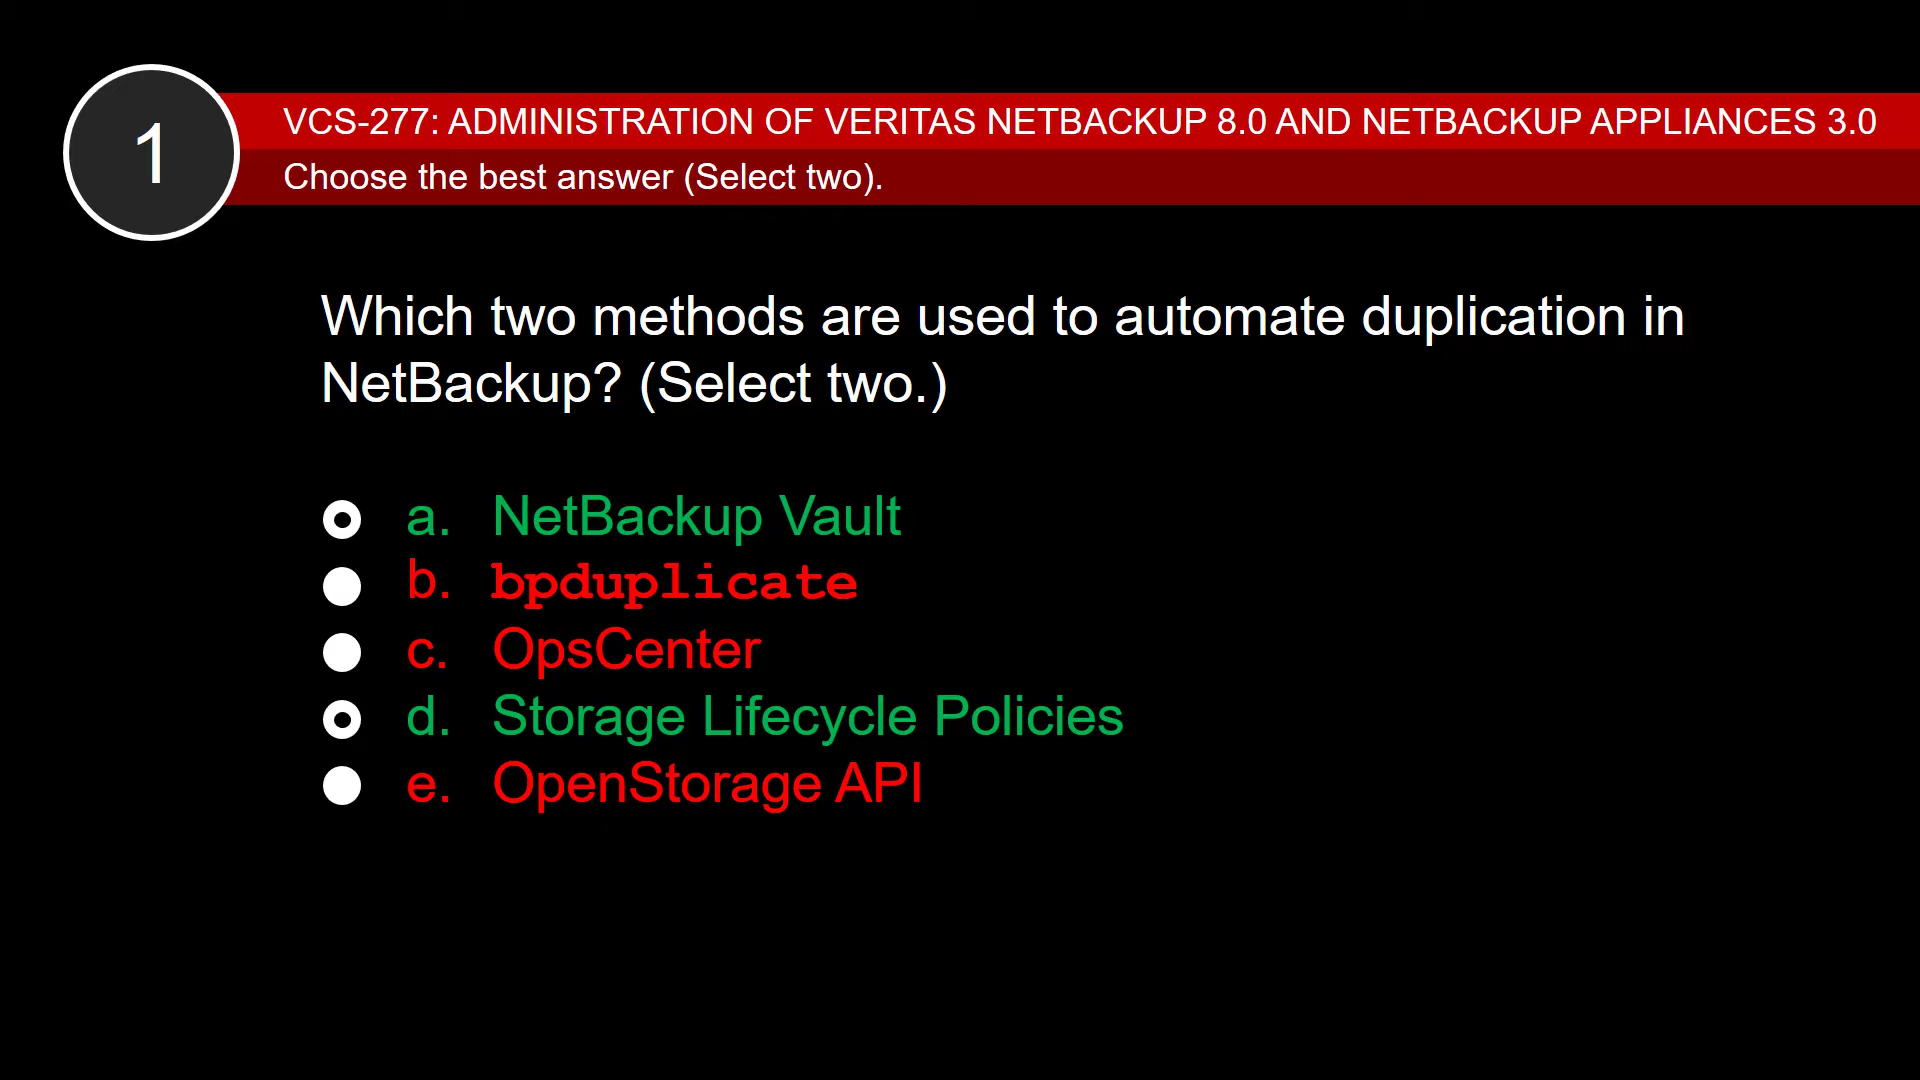 1
VCS-277: ADMINISTRATION OF VERITAS NETBACKUP 8.0 AND NETBACKUP APPLIANCES 3.0
Choose the best answer (Select two).
Which two methods are used to automate duplication in
NetBackup? (Select two.)
a. NetBackup Vault
b. bpduplicate
c. OpsCenter
d. Storage Lifecycle Policies
e. OpenStorage API